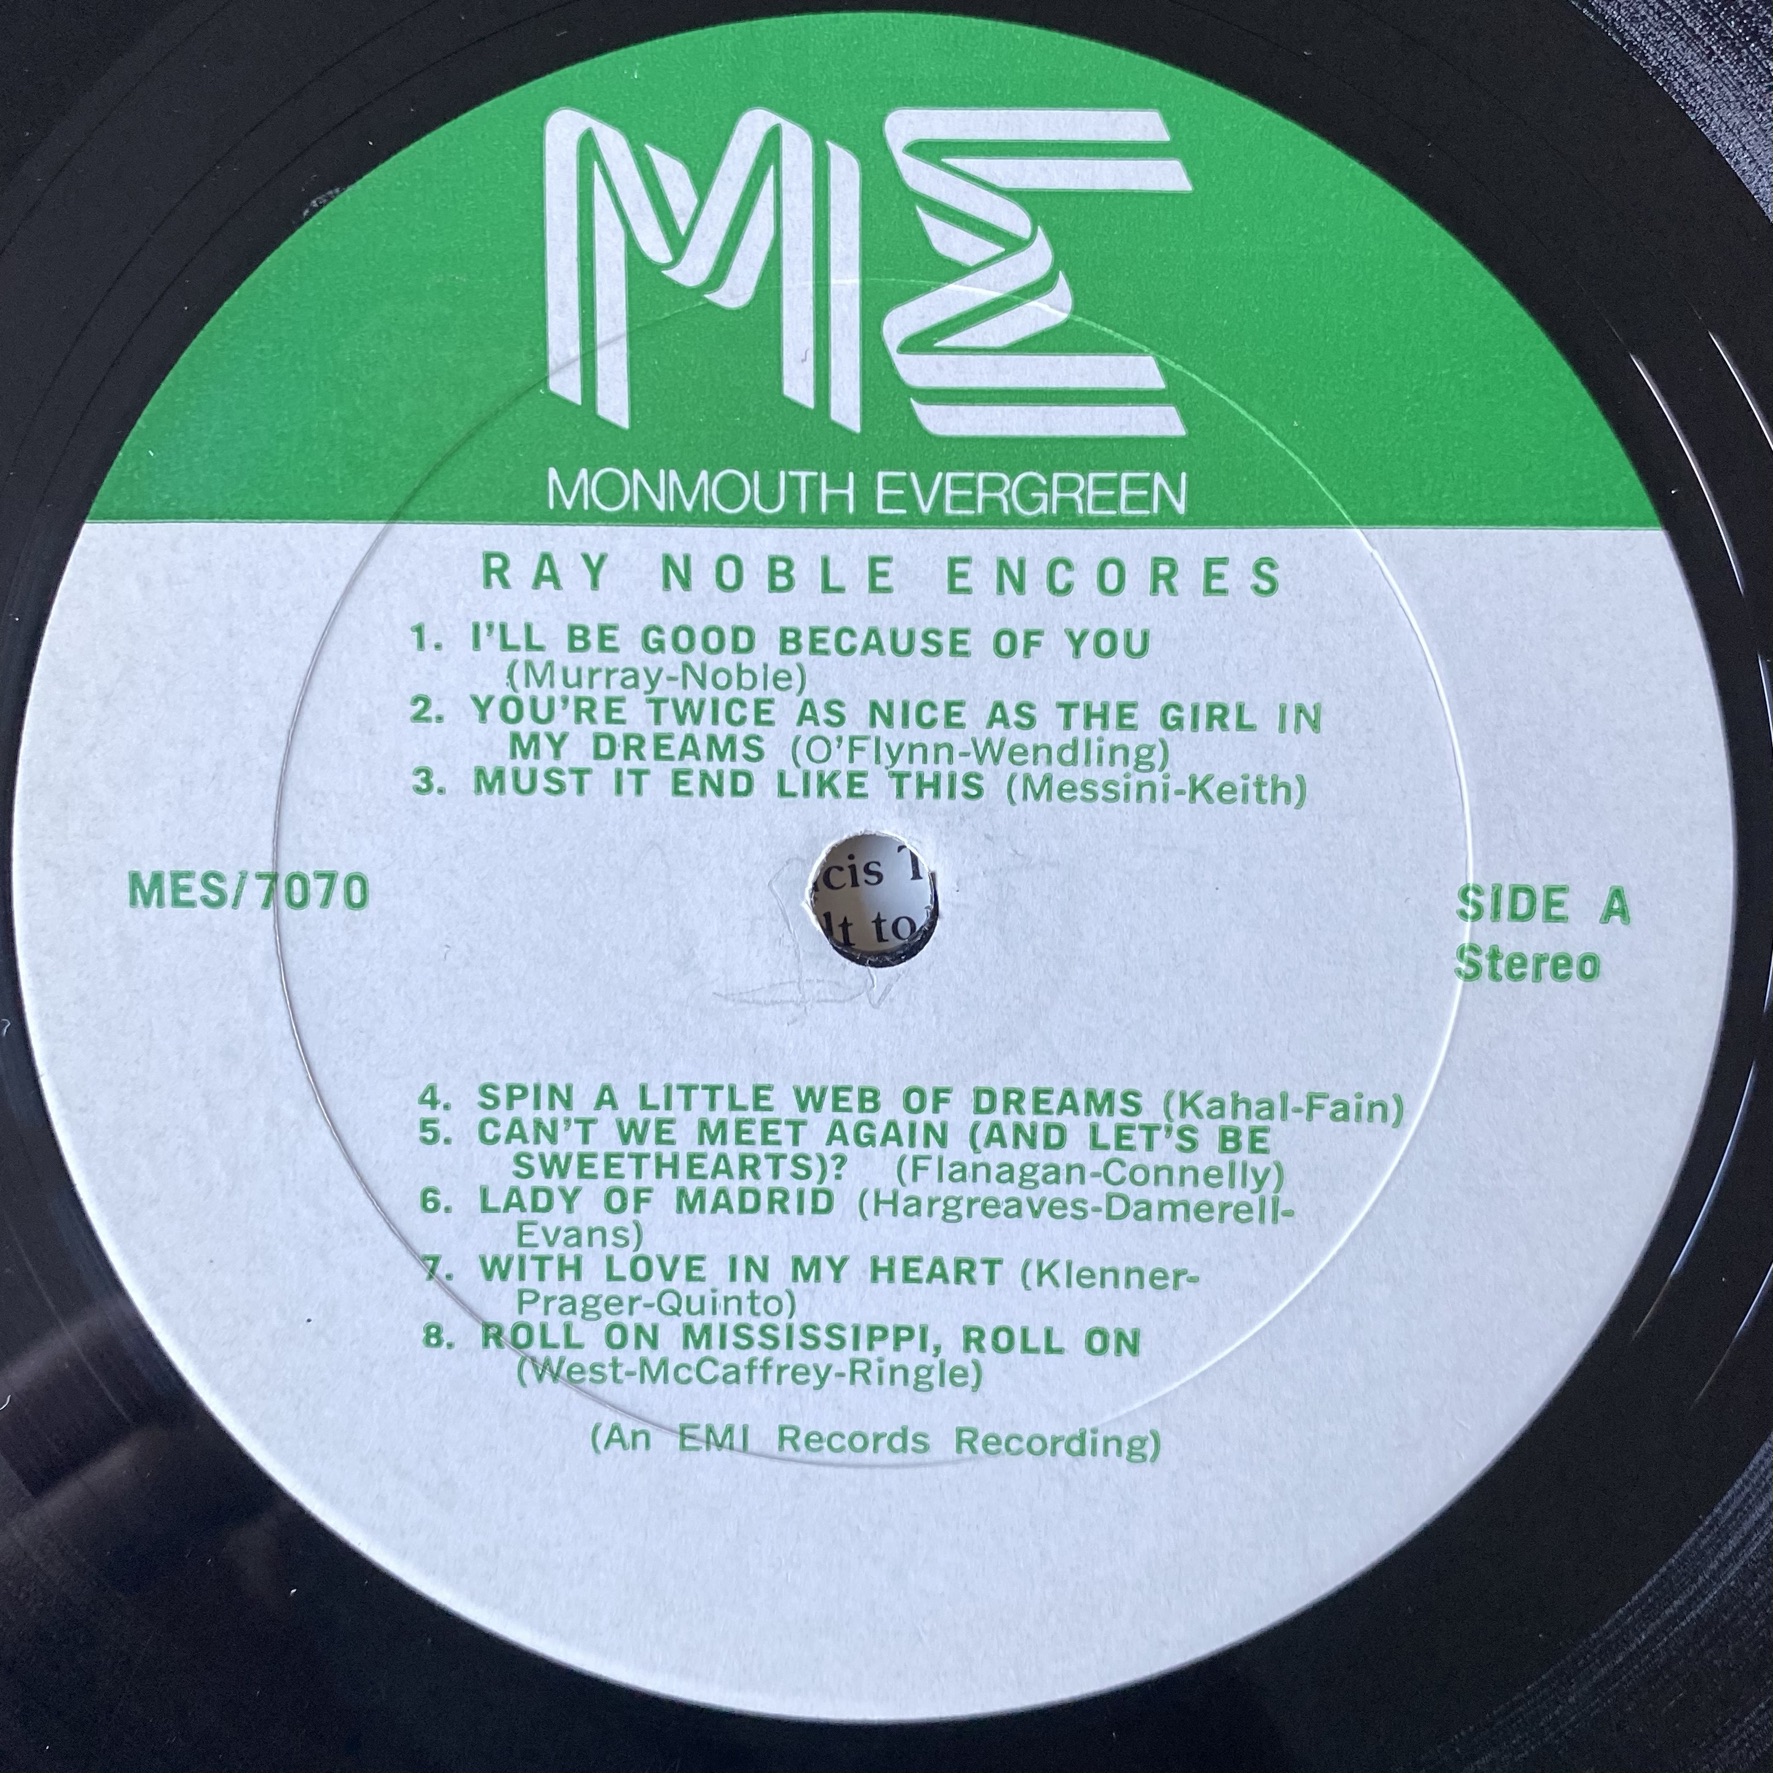 ME
MONMOUTH EVERGREEN
RAY NOBLE ENCORES
1. I'LL BE GOOD BECAUSE OF YOU
(Murray-Noble)
2. YOU'RE TWICE AS NICE AS THE GIRL IN
MY DREAMS (O'Flynn-Wendling)
3. MUST IT END LIKE THIS (Messini-Keith)
cis
lt to
MES/7070
SIDE A
Stereo
4. SPIN A LITTLE WEB OF DREAMS (Kahal-Fain)
5. CAN'T WE MEET AGAIN (AND LET'S BE
SWEETHEARTS)? (Flanagan-Connelly)
6. LADY OF MADRID (Hargreaves-Damerell-
Evans)
7. WITH LOVE IN MY HEART (Klenner-
Prager-Quinto)
8. ROLL ON MISSISSIPPI, ROLL ON
(West-McCaffrey-Ringle)
(An EMI Records Recording)